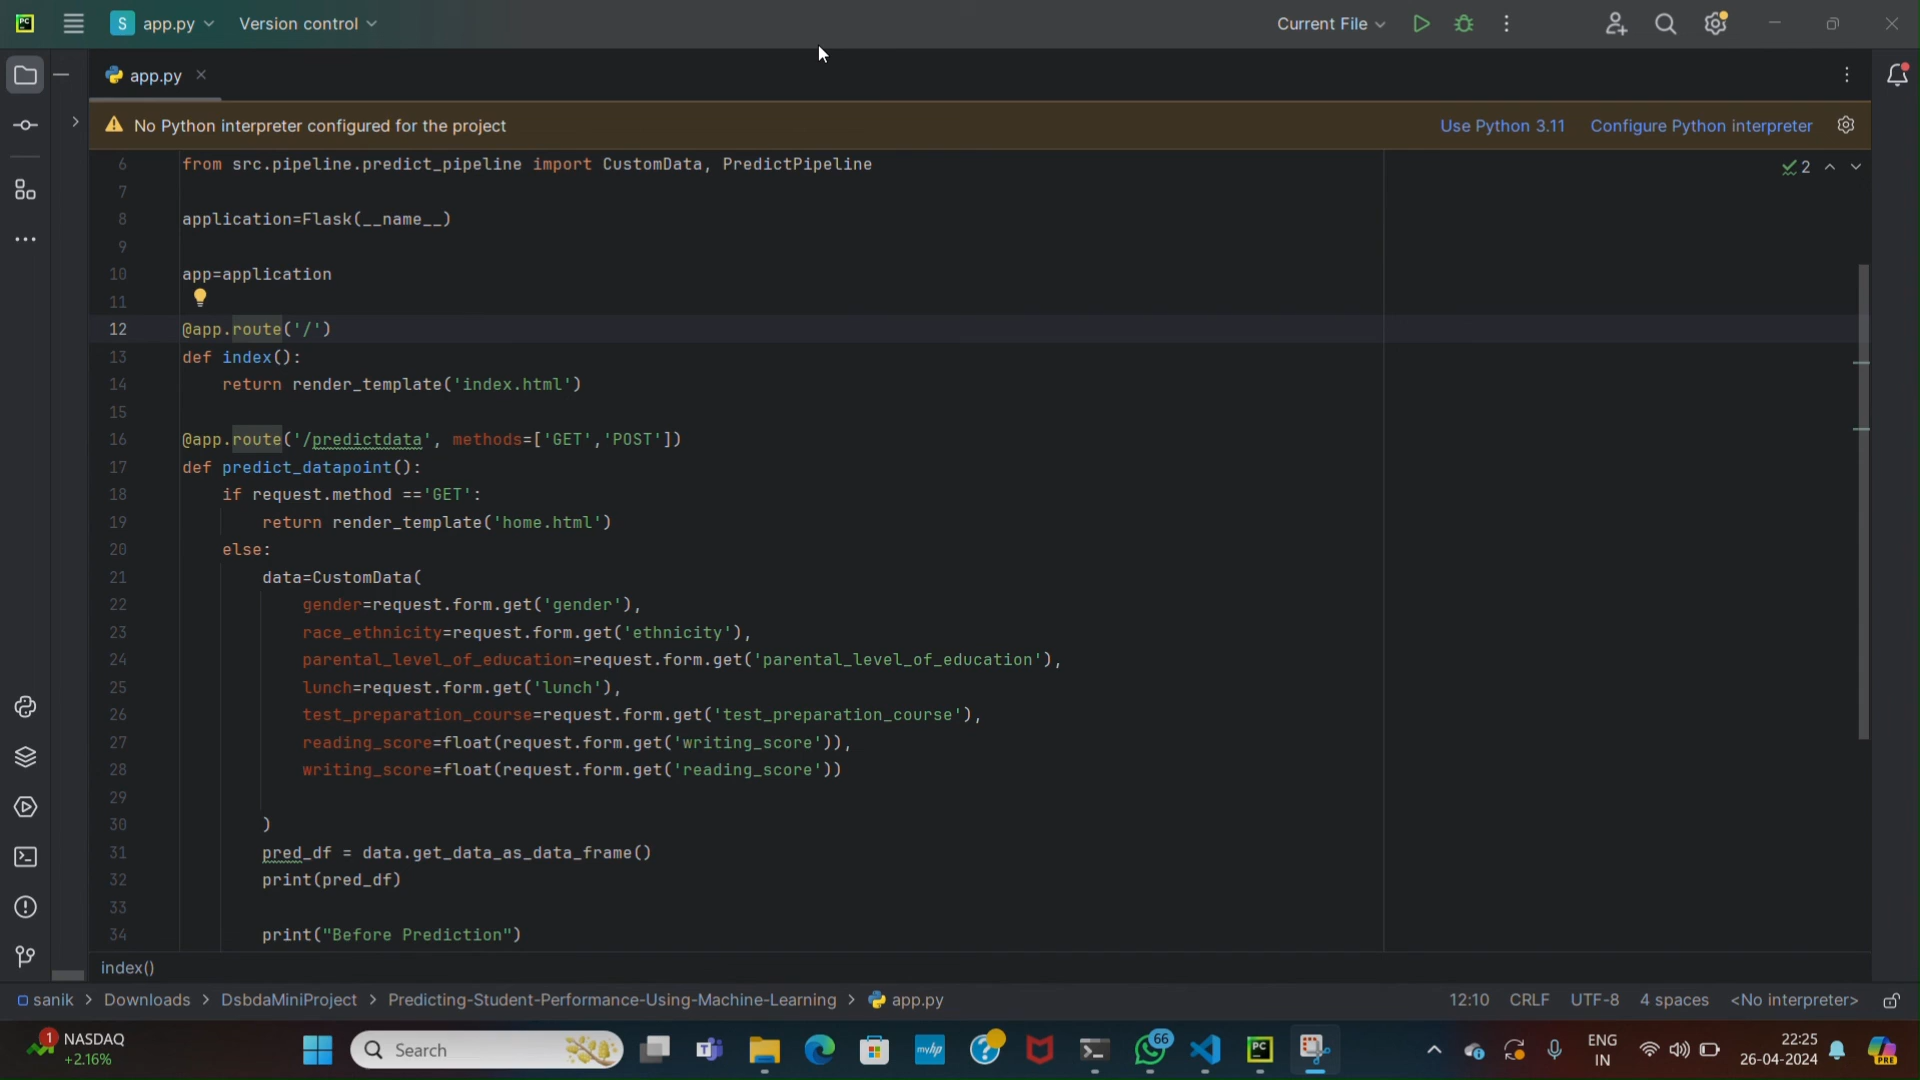 PC S app.py Version control Current File
app.py
No Python interpreter configured for the project Use Python 3.11 Configure Python interpreter
6 from src.pipeline.predict_pipeline import CustomData, PredictPipeline 2
7
8 application=Flask(__name__)
9
10 app=application
11
12 @app.route('/')
13 def index():
14 return render_template('index.html')
15
16 @app.route('/predictdata', methods=['GET','POST'])
17 def predict_datapoint():
18 if request.method =='GET':
19 return render_template('home.html')
20 else:
21 data=CustomData(
22 gender=request.form.get('gender'),
23 race_ethnicity=request.form.get('ethnicity'),
24 parental_level_of_education=request.form.get('parental_level_of_education'),
25 lunch=request.form.get('lunch'),
26 test_preparation_course=request.form.get('test_preparation_course'),
27 reading_score=float(request.form.get('writing_score')),
28 writing_score=float(request.form.get('reading_score'))
29
30 )
31 pred_df = data.get_data_as_data_frame()
32 print(pred_df)
33
34 print("Before Prediction")
index()
sanik > Downloads > DsbdaMiniProject > Predicting-Student-Performance-Using-Machine-Learning > app.py 12:10 CRLF UTF-8 4 spaces <No interpreter>
1 NASDAQ
+2.16%
Search
mvhp
66
PC
ENG
IN
22:25
26-04-2024
PRE